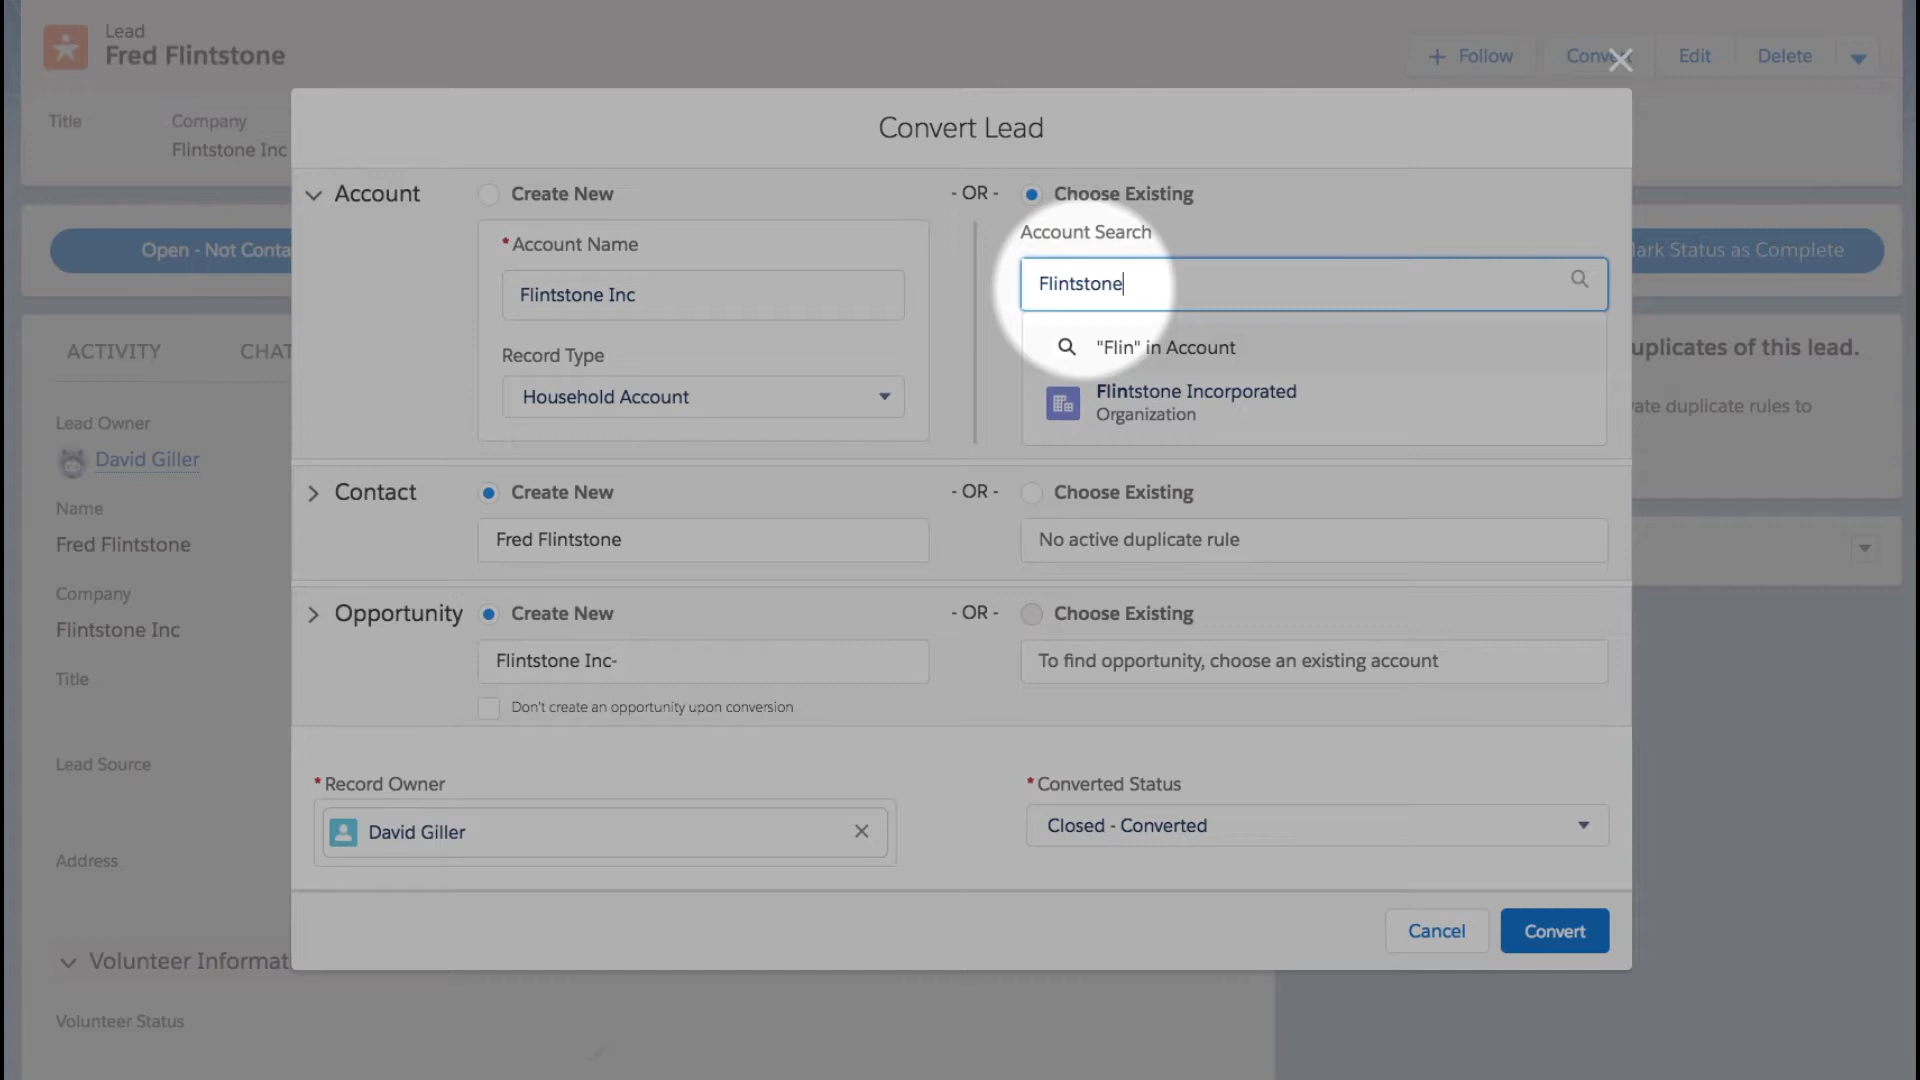 Lead
Fred Flintstone
Follow
Edit
Delete
Title
Company
Flintstone Inc
Convert Lead
Account
Create New
- OR -
Choose Existing
*Account Name
Flintstone Inc
Record Type
Household Account
Account Search
Flintstone
"Flin" in Account
Flintstone Incorporated
Organization
Open - Not Conta
ark Status as Complete
ACTIVITY
CHAT
uplicates of this lead.
ate duplicate rules to
Lead Owner
David Giller
Name
Fred Flintstone
Company
Flintstone Inc
Title
Lead Source
Address
Contact
Create New
- OR -
Choose Existing
Fred Flintstone
No active duplicate rule
Opportunity
Create New
- OR -
Choose Existing
Flintstone Inc-
To find opportunity, choose an existing account
Don't create an opportunity upon conversion
*Record Owner
David Giller
*Converted Status
Closed - Converted
Cancel
Convert
Volunteer Informat
Volunteer Status